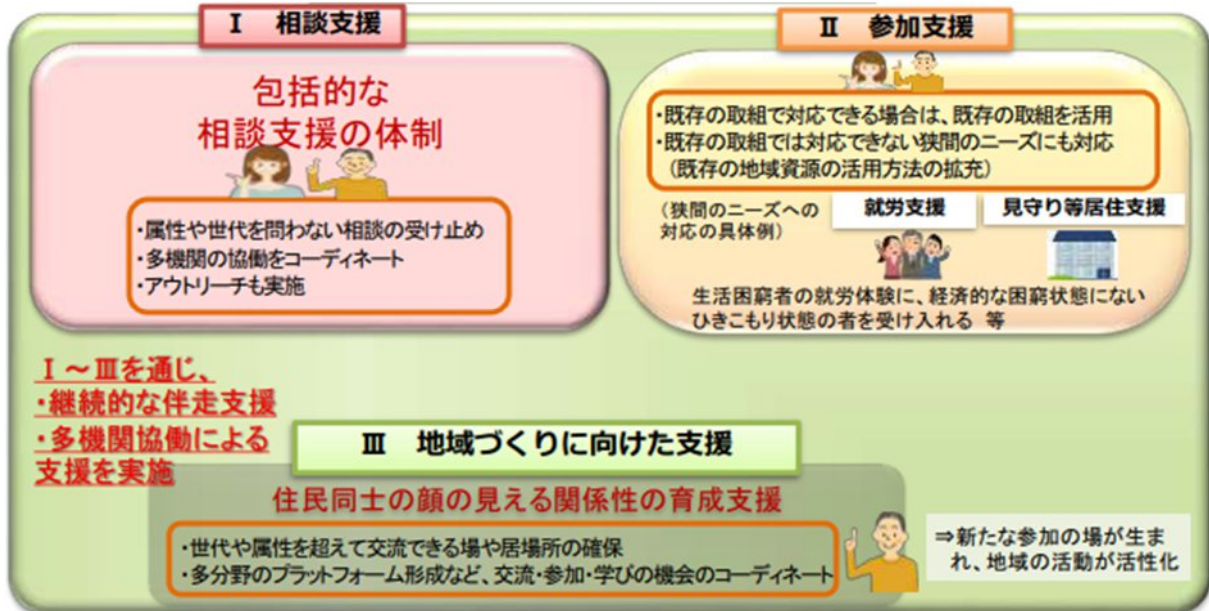 Ⅰ 相談支援
包括的な
相談支援の体制
・属性や世代を問わない相談の受け止め
・多機関の協働をコーディネート
・アウトリーチも実施
Ⅱ 参加支援
・既存の取組で対応できる場合は、既存の取組を活用
・既存の取組では対応できない狭間のニーズにも対応
（既存の地域資源の活用方法の拡充）
（狭間のニーズへの
対応の具体例）
就労支援
見守り等居住支援
生活困窮者の就労体験に、経済的な困窮状態にない
ひきこもり状態の者を受け入れる 等
Ⅰ～Ⅲを通じ、
・継続的な伴走支援
・多機関協働による
支援を実施
Ⅲ 地域づくりに向けた支援
住民同士の顔の見える関係性の育成支援
・世代や属性を超えて交流できる場や居場所の確保
・多分野のプラットフォーム形成など、交流・参加・学びの機会のコーディネート
⇒新たな参加の場が生ま
れ、地域の活動が活性化